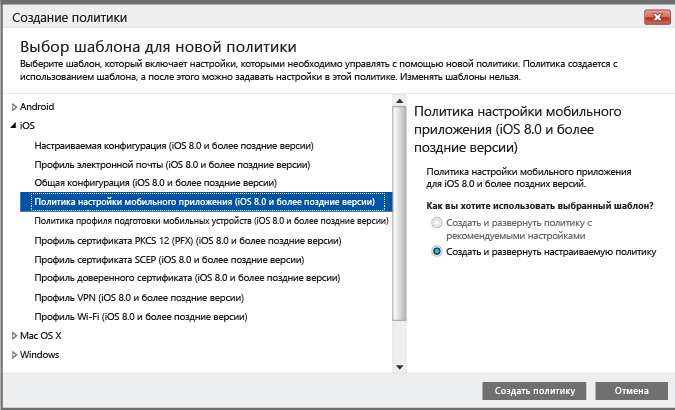 Создание политики
Выбор шаблона для новой политики
Выберите шаблон, который включает настройки, которыми необходимо управлять с помощью новой политики. Политика создается с
использованием шаблона, а после этого можно задавать настройки в этой политике. Изменять шаблоны нельзя.
Android
iOS
Настраиваемая конфигурация (iOS 8.0 и более поздние версии)
Профиль электронной почты (iOS 8.0 и более поздние версии)
Общая конфигурация (iOS 8.0 и более поздние версии)
Политика настройки мобильного приложения (iOS 8.0 и более поздние версии)
Политика профиля подготовки мобильных устройств (iOS 8.0 и более поздние версии)
Профиль сертификата PKCS 12 (PFX) (iOS 8.0 и более поздние версии)
Профиль сертификата SCEP (iOS 8.0 и более поздние версии)
Профиль доверенного сертификата (iOS 8.0 и более поздние версии)
Профиль VPN (iOS 8.0 и более поздние версии)
Профиль Wi-Fi (iOS 8.0 и более поздние версии)
Mac OS X
Windows
Политика настройки мобильного
приложения (iOS 8.0 и более
поздние версии)
Политика настройки мобильного приложения
для iOS 8.0 и более поздних версий.
Как вы хотите использовать выбранный шаблон?
Создать и развернуть политику с
рекомендуемыми настройками
Создать и развернуть настраиваемую политику
Создать политику
Отмена